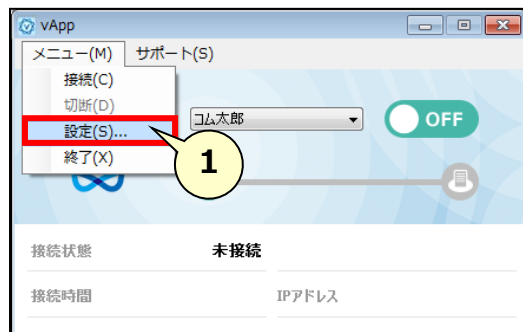 vApp
メニュー(M) サポート(S)
接続(C)
切断(D)
設定(S)...
終了(X)
コム太郎
OFF
1
接続状態 未接続
接続時間 IPアドレス